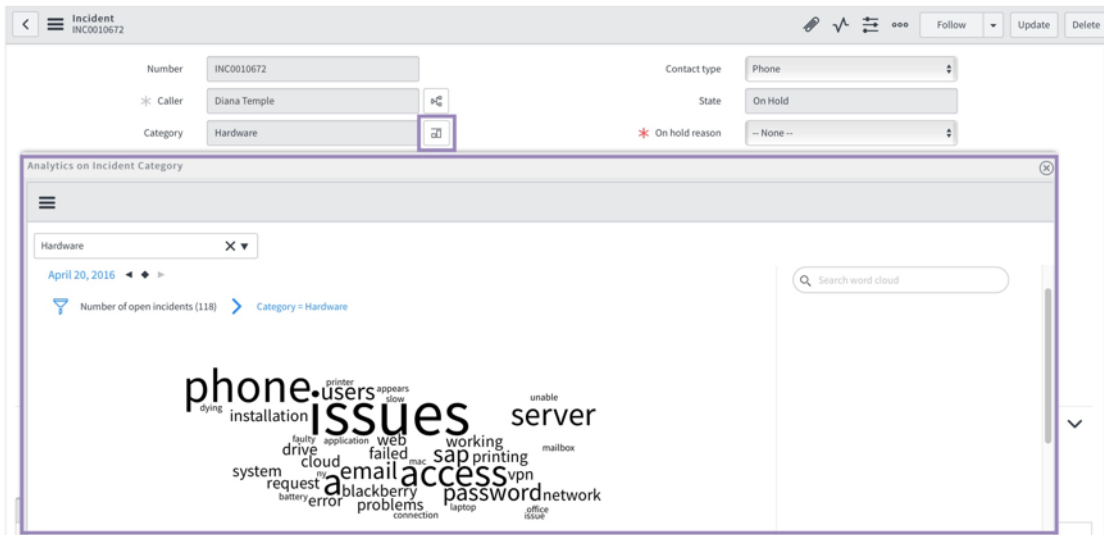 Incident
INC0010672
Follow
Update
Delete
Number
INC0010672
Contact type
Phone
Caller
Diana Temple
State
On Hold
Category
Hardware
On hold reason
-- None --
Analytics on Incident Category
Hardware
April 20, 2016
Search word cloud
Number of open incidents (118)
Category = Hardware
phone
printer
users
appears
slow
dying
installation
issues
unable
server
faulty
application
web
working
drive
failed
mac
sap
printing
mailbox
cloud
system
ny
email
access
vpn
request
a
blackberry
password
network
battery
error
problems
laptop
connection
office
issue